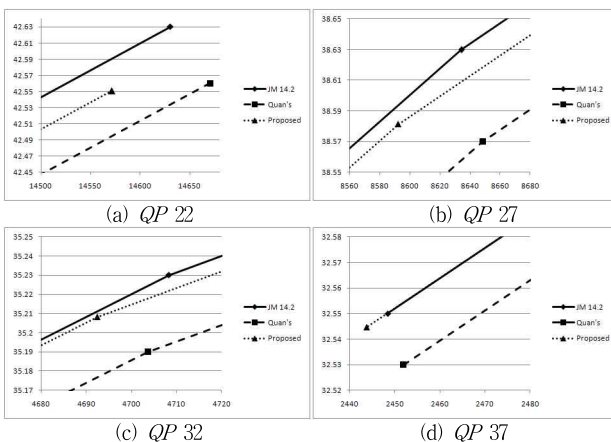 42.63
42.61
42.59
42.57
42.55
42.53
42.51
42.49
42.47
42.45
14500 14550 14600 14650
JM 14.2
Quan's
Proposed
(a) QP 22
38.65
38.63
38.61
38.59
38.57
38.55
8560 8580 8600 8620 8640 8660 8680
JM 14.2
Quan's
Proposed
(b) QP 27
35.25
35.24
35.23
35.22
35.21
35.2
35.19
35.18
35.17
4680 4690 4700 4710 4720
JM 14.2
Quan's
Proposed
(c) QP 32
32.58
32.57
32.56
32.55
32.54
32.53
32.52
2440 2450 2460 2470 2480
JM 14.2
Quan's
Proposed
(d) QP 37